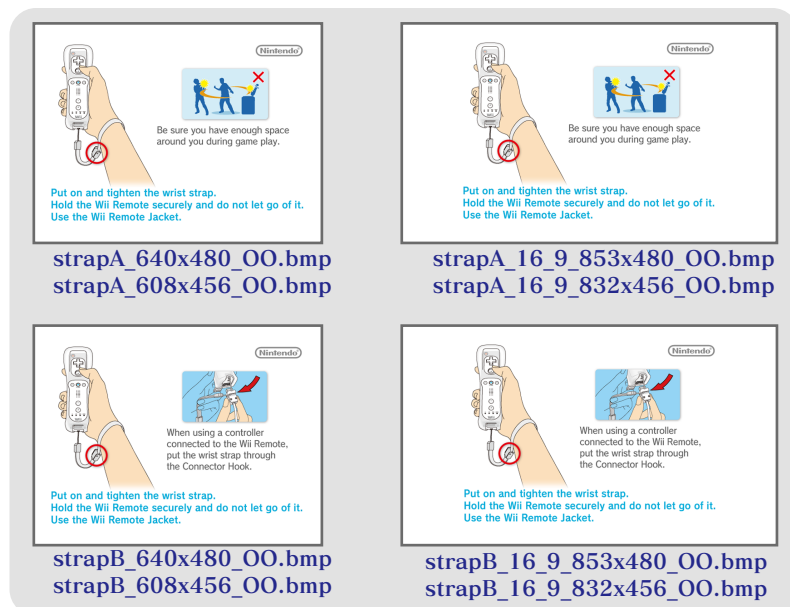 Nintendo
Be sure you have enough space
around you during game play.
Put on and tighten the wrist strap.
Hold the Wii Remote securely and do not let go of it.
Use the Wii Remote Jacket.
strapA_640x480_OO.bmp
strapA_608x456_OO.bmp
Nintendo
Be sure you have enough space
around you during game play.
Put on and tighten the wrist strap.
Hold the Wii Remote securely and do not let go of it.
Use the Wii Remote Jacket.
strapA_16_9_853x480_OO.bmp
strapA_16_9_832x456_OO.bmp
Nintendo
When using a controller
connected to the Wii Remote,
put the wrist strap through
the Connector Hook.
Put on and tighten the wrist strap.
Hold the Wii Remote securely and do not let go of it.
Use the Wii Remote Jacket.
strapB_640x480_OO.bmp
strapB_608x456_OO.bmp
Nintendo
When using a controller
connected to the Wii Remote,
put the wrist strap through
the Connector Hook.
Put on and tighten the wrist strap.
Hold the Wii Remote securely and do not let go of it.
Use the Wii Remote Jacket.
strapB_16_9_853x480_OO.bmp
strapB_16_9_832x456_OO.bmp